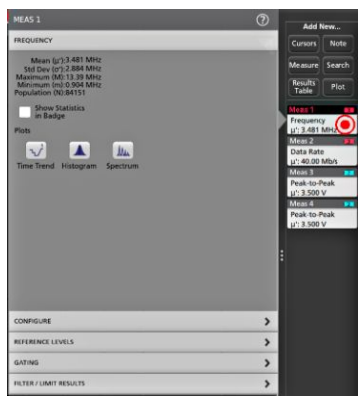 MEAS 1
?
FREQUENCY
Mean (µ'):3.481 MHz
Std Dev (σ'):2.884 MHz
Maximum (M):13.39 MHz
Minimum (m):0.904 MHz
Population (N):84151
Show Statistics
in Badge
Plots
Time Trend
Histogram
Spectrum
CONFIGURE
REFERENCE LEVELS
GATING
FILTER / LIMIT RESULTS
Add New...
Cursors
Note
Measure
Search
Results
Table
Plot
Meas 1
Frequency
µ': 3.481 MHz
Meas 2
Data Rate
µ': 40.00 Mb/s
Meas 3
Peak-to-Peak
µ': 3.500 V
Meas 4
Peak-to-Peak
µ': 3.500 V